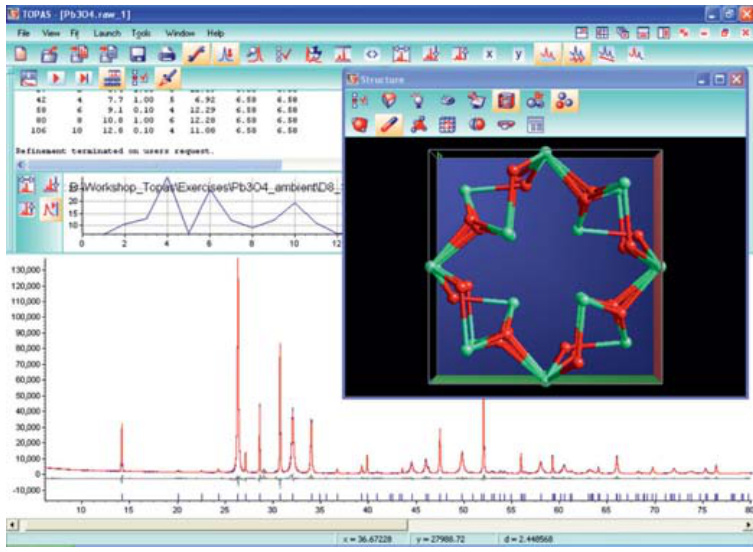 TOPAS - [Pb3O4.raw_1]
File View Fit Launch Tools Window Help
x y
Structure
42 4 7.7 1.00 5 6.92 6.58 6.58
58 6 9.1 0.10 4 12.29 6.58 6.58
80 8 10.8 1.00 6 12.28 6.58 6.58
106 10 12.6 0.10 4 11.08 6.58 6.58
Refinement terminated on users request.
Workshop_Topas\Exercises\Pb3O4_ambient\D8_
25
20
15
10
0 2 4 6 8 10 12
130,000
120,000
110,000
100,000
90,000
80,000
70,000
60,000
50,000
40,000
30,000
20,000
10,000
0
-10,000
10 15 20 25 30 35 40 45 50 55 60 65 70 75 80
x = 36.67228 y = 27988.72 d = 2.448568